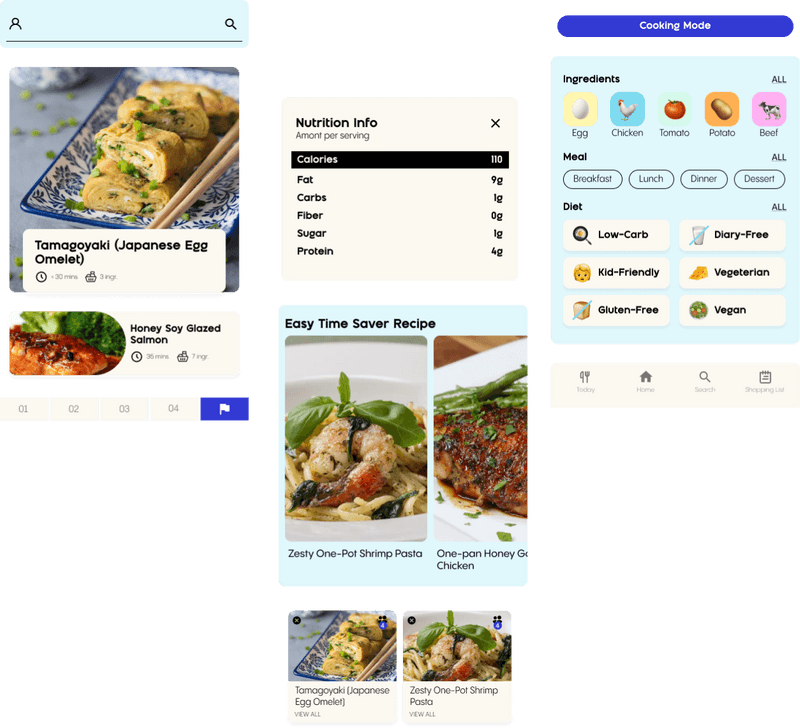 Tamagoyaki (Japanese Egg
Omelet)
<30 mins
3 ingr.
Honey Soy Glazed
Salmon
35 mins
7 ingr.
01
02
03
04
Nutrition Info
Amont per serving
Calories 110
Fat 9g
Carbs 1g
Fiber 0g
Sugar 1g
Protein 4g
Easy Time Saver Recipe
Zesty One-Pot Shrimp Pasta
One-pan Honey
Chicken
4
Tamagoyaki (Japanese
Egg Omelet)
VIEW ALL
4
Zesty One-Pot Shrimp
Pasta
VIEW ALL
Cooking Mode
Ingredients ALL
Egg Chicken Tomato Potato Beef
Meal ALL
Breakfast Lunch Dinner Dessert
Diet ALL
Low-Carb Diary-Free
Kid-Friendly Vegeterian
Gluten-Free Vegan
Today Home Search Shopping List